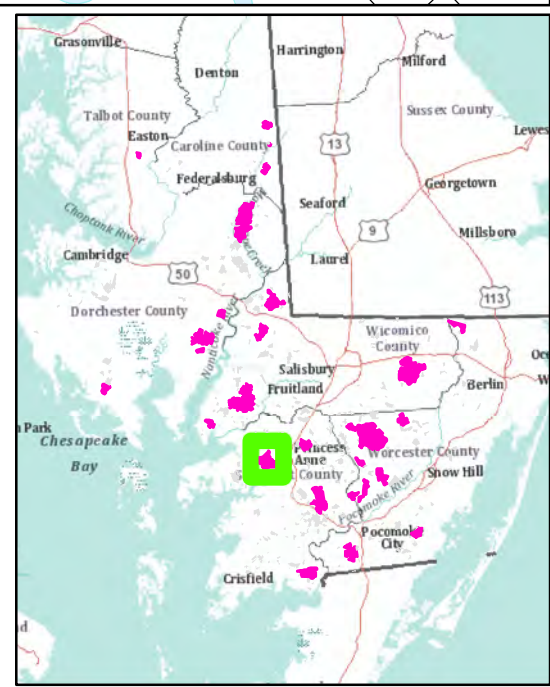 Grasonville
Harrington
Milford
Denton
Talbot County
Sussex County
Easton
Caroline County
13
Lewes
Federalsburg
Georgetown
Seaford
Choptank River
9
Millsboro
Cambridge
Laurel
50
113
Dorchester County
Nanticoke River
Wicomico
County
Salisbury
Fruitland
Berlin
Park
Chesapeake
Bay
Princess
Anne
Worcester County
County
Snow Hill
Pocomoke River
Pocomoke
City
Crisfield